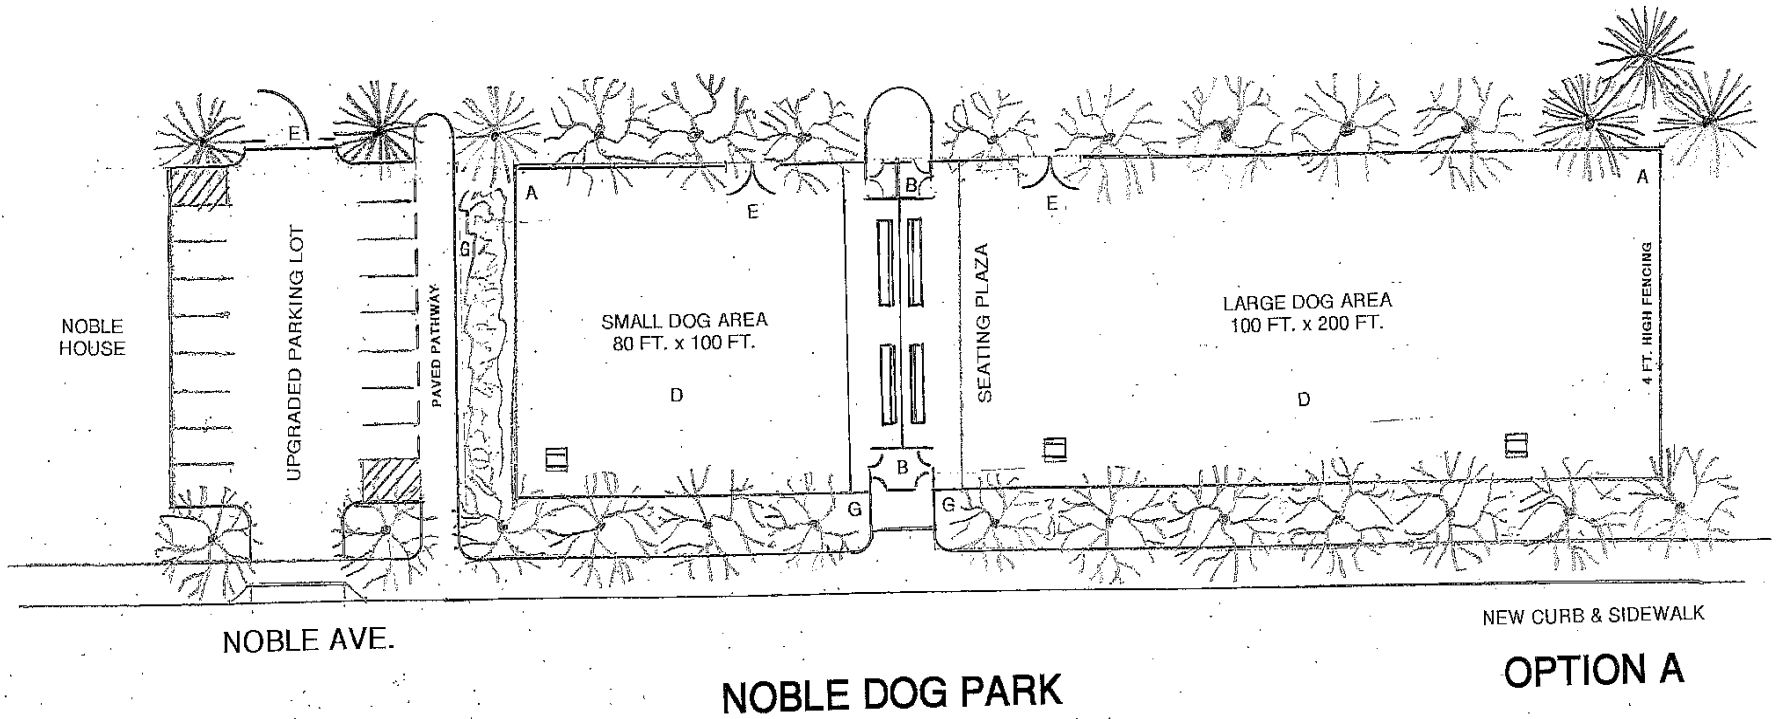 E
B
A
E
E
A
G
NOBLE
HOUSE
UPGRADED PARKING LOT
PAVED PATHWAY
SMALL DOG AREA
80 FT. x 100 FT.
D
SEATING PLAZA
LARGE DOG AREA
100 FT. x 200 FT.
D
4 FT. HIGH FENCING
B
G
G
NEW CURB & SIDEWALK
NOBLE AVE.
OPTION A
NOBLE DOG PARK